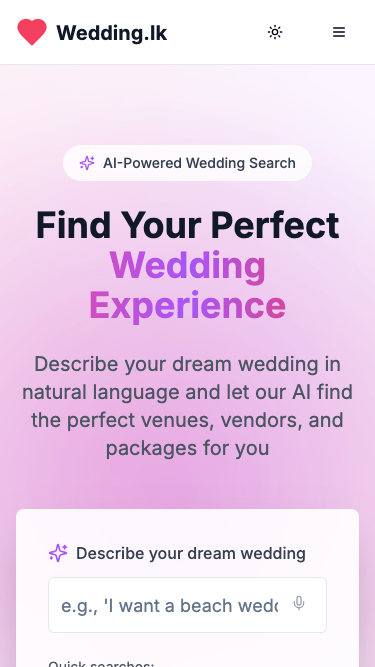 Wedding.lk
AI-Powered Wedding Search
Find Your Perfect
Wedding
Experience
Describe your dream wedding in
natural language and let our AI find
the perfect venues, vendors, and
packages for you
Describe your dream wedding
e.g., 'I want a beach wedd
Quick searches: